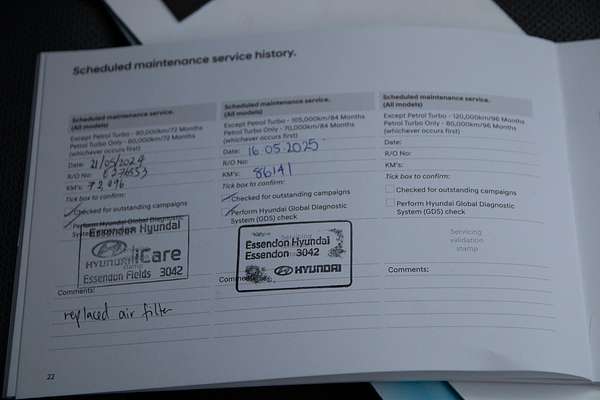 Scheduled maintenance service history.
Scheduled maintenance service.
(All models)
Except Petrol Turbo - 90,000km/72 Months
Petrol Turbo Only - 60,000km/72 Months
(whichever occurs first)
Date: 21/05/2024
R/O No:
KM's:
Tick box to confirm:
Checked for outstanding campaigns
Perform Hyundai Global Diagnostic
System (GDS) check
Essendon Hyundai
HYUNDAI iCare
Essendon Fields 3042
Comments:
replaced air filter
Scheduled maintenance service.
(All models)
Except Petrol Turbo - 105,000km/84 Months
Petrol Turbo Only - 70,000km/84 Months
(whichever occurs first)
Date: 16.05.2025
R/O No:
KM's: 86141
Tick box to confirm:
Checked for outstanding campaigns
Perform Hyundai Global Diagnostic
System (GDS) check
Essendon Hyundai
Essendon 3042
HYUNDAI
Comments:
Scheduled maintenance service.
(All models)
Except Petrol Turbo - 120,000km/96 Months
Petrol Turbo Only - 80,000km/96 Months
(whichever occurs first)
Date:
R/O No:
KM's:
Tick box to confirm:
Checked for outstanding campaigns
Perform Hyundai Global Diagnostic
System (GDS) check
Servicing
validation
stamp
Comments:
22